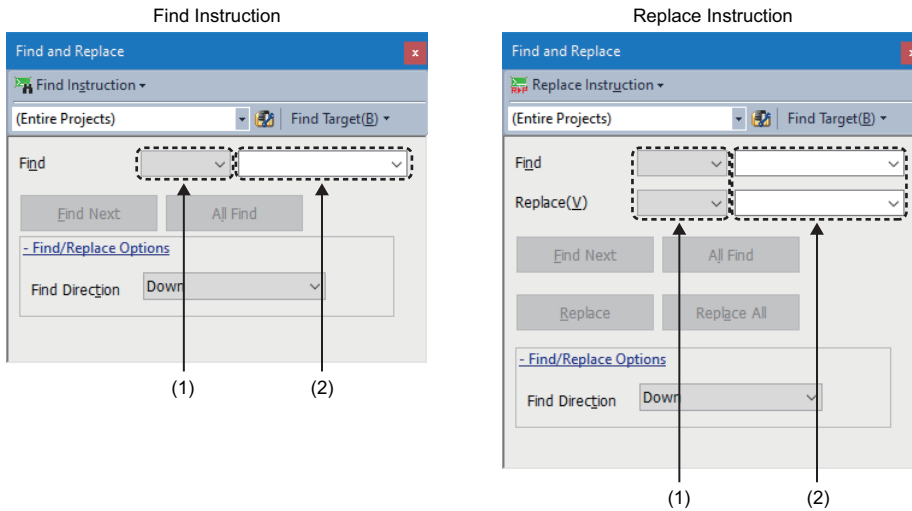 Find Instruction
Find and Replace
x
Find Instruction
(Entire Projects)
Find Target(B)
Find
Find Next
All Find
- Find/Replace Options
Find Direction
Down
(1)
(2)
Replace Instruction
Find and Replace
x
R▸P
Replace Instruction
(Entire Projects)
Find Target(B)
Find
Replace(V)
Find Next
All Find
Replace
Replace All
- Find/Replace Options
Find Direction
Down
(1)
(2)